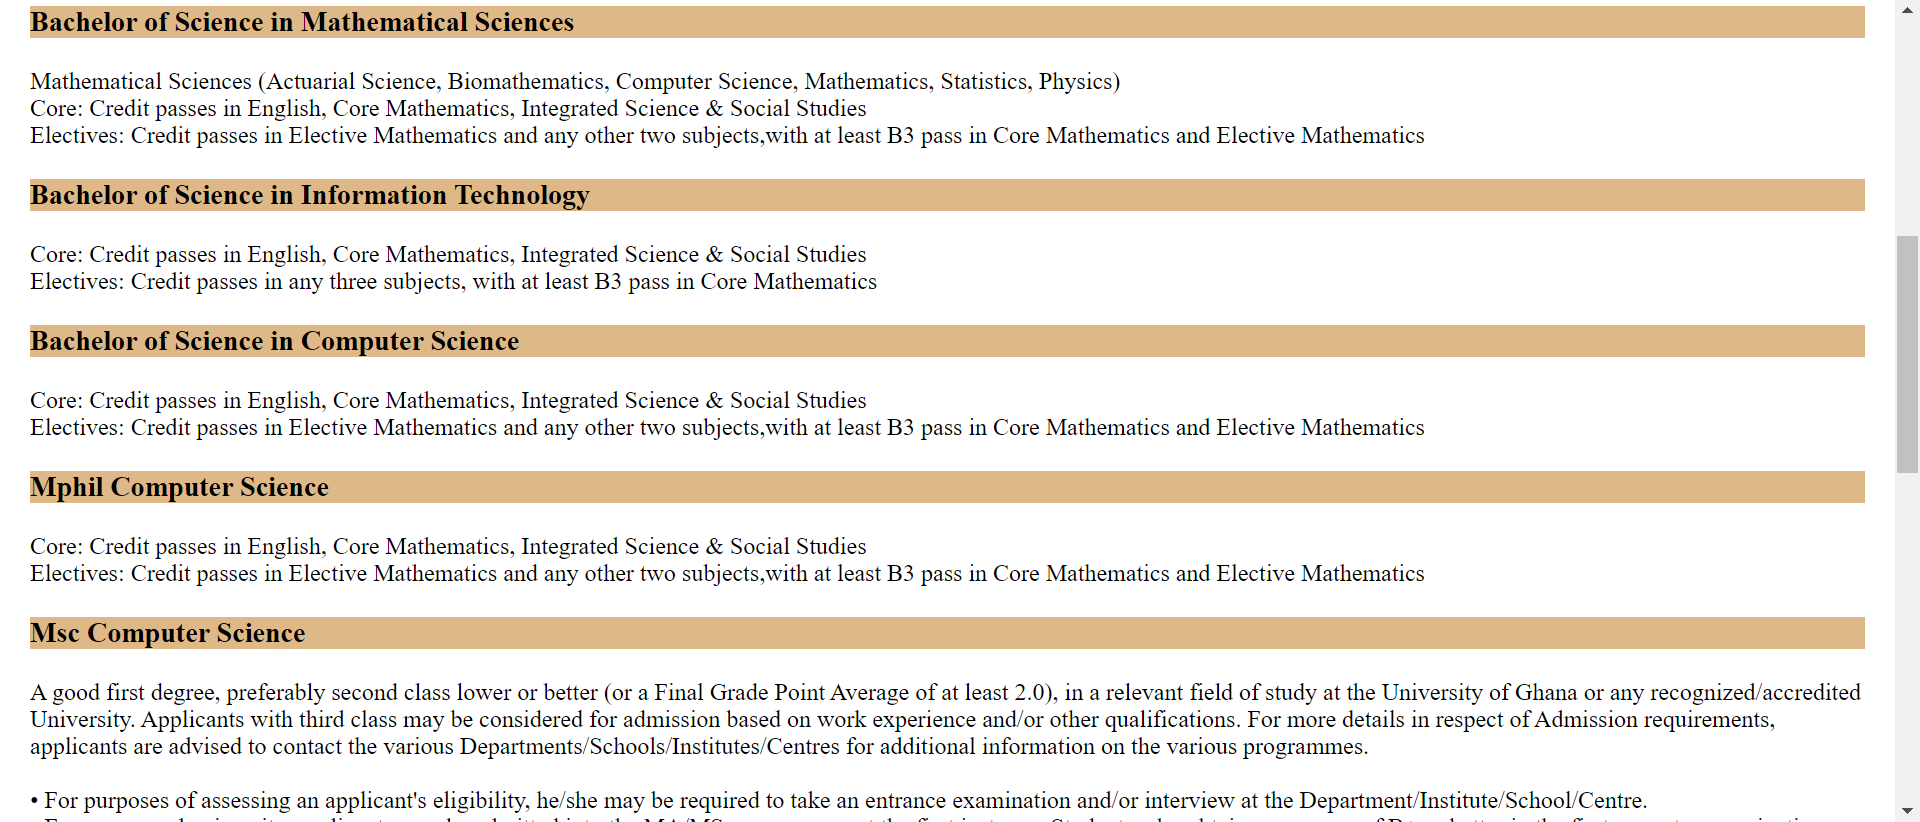 Bachelor of Science in Mathematical Sciences
Mathematical Sciences (Actuarial Science, Biomathematics, Computer Science, Mathematics, Statistics, Physics)
Core: Credit passes in English, Core Mathematics, Integrated Science & Social Studies
Electives: Credit passes in Elective Mathematics and any other two subjects,with at least B3 pass in Core Mathematics and Elective Mathematics
Bachelor of Science in Information Technology
Core: Credit passes in English, Core Mathematics, Integrated Science & Social Studies
Electives: Credit passes in any three subjects, with at least B3 pass in Core Mathematics
Bachelor of Science in Computer Science
Core: Credit passes in English, Core Mathematics, Integrated Science & Social Studies
Electives: Credit passes in Elective Mathematics and any other two subjects,with at least B3 pass in Core Mathematics and Elective Mathematics
Mphil Computer Science
Core: Credit passes in English, Core Mathematics, Integrated Science & Social Studies
Electives: Credit passes in Elective Mathematics and any other two subjects,with at least B3 pass in Core Mathematics and Elective Mathematics
Msc Computer Science
A good first degree, preferably second class lower or better (or a Final Grade Point Average of at least 2.0), in a relevant field of study at the University of Ghana or any recognized/accredited
University. Applicants with third class may be considered for admission based on work experience and/or other qualifications. For more details in respect of Admission requirements,
applicants are advised to contact the various Departments/Schools/Institutes/Centres for additional information on the various programmes.
• For purposes of assessing an applicant's eligibility, he/she may be required to take an entrance examination and/or interview at the Department/Institute/School/Centre.